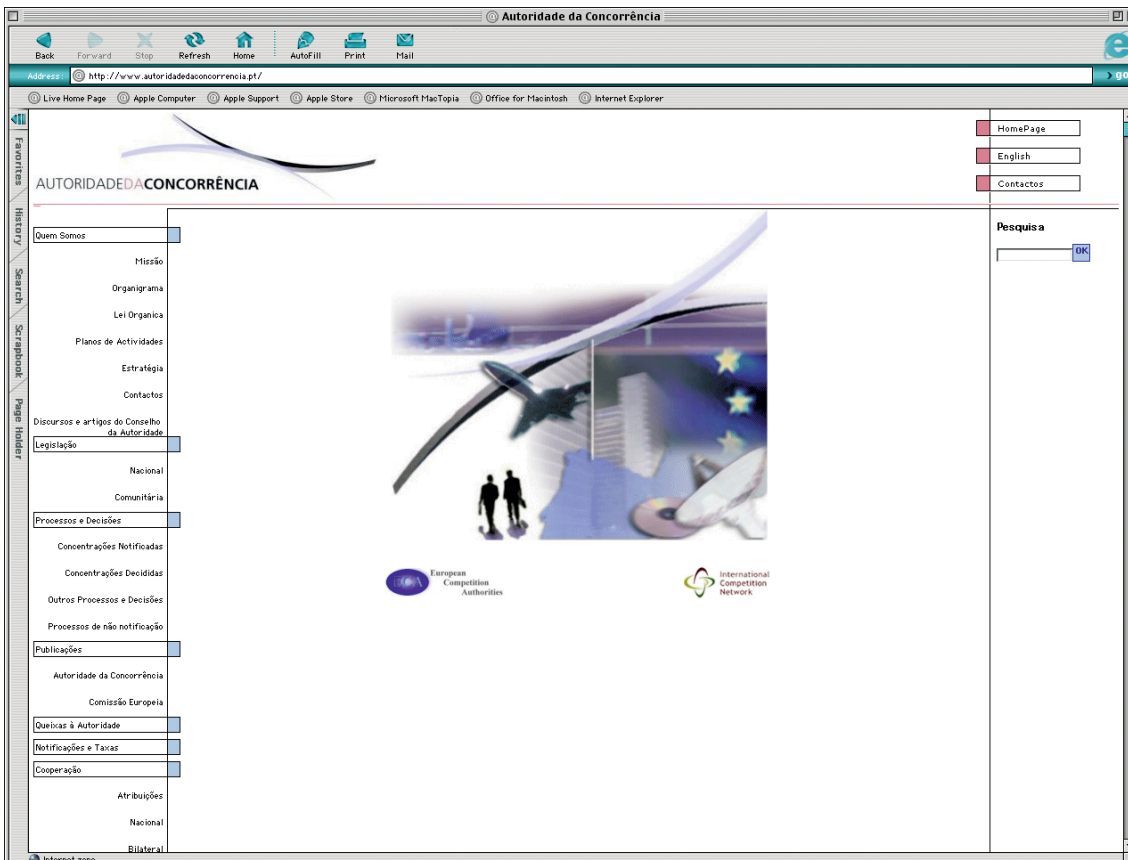 Autoridade da Concorrência
Back Forward Stop Refresh Home AutoFill Print Mail
Address: http://www.autoridadedaconcorrencia.pt/ go
Live Home Page Apple Computer Apple Support Apple Store Microsoft MacTopia Office for Macintosh Internet Explorer
Favorites
History
Search
Scrapbook
Page Holder
AUTORIDADEDACONCORRÊNCIA
HomePage
English
Contactos
Quem Somos
Missão
Organigrama
Lei Organica
Planos de Actividades
Estratégia
Contactos
Discursos e artigos do Conselho
da Autoridade
Legislação
Nacional
Comunitária
Processos e Decisões
Concentrações Notificadas
Concentrações Decididas
Outros Processos e Decisões
Processos de não notificação
Publicações
Autoridade da Concorrência
Comissão Europeia
Queixas à Autoridade
Notificações e Taxas
Cooperação
Atribuições
Nacional
Bilateral
ECA
European
Competition
Authorities
International
Competition
Network
Pesquisa
OK
Internet zone